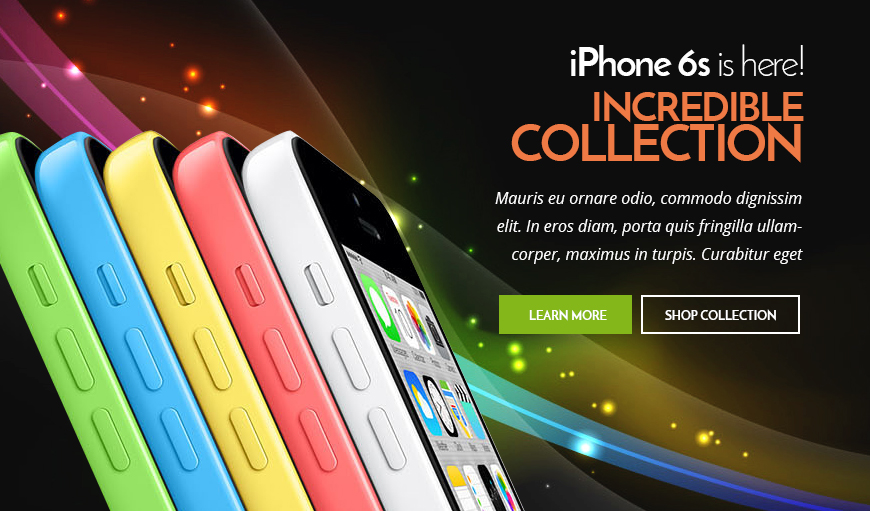 iPhone 6s is here!
INCREDIBLE
COLLECTION
Mauris eu ornare odio, commodo dignissim
elit. In eros diam, porta quis fringilla ullam-
corper, maximus in turpis. Curabitur eget
LEARN MORE
SHOP COLLECTION